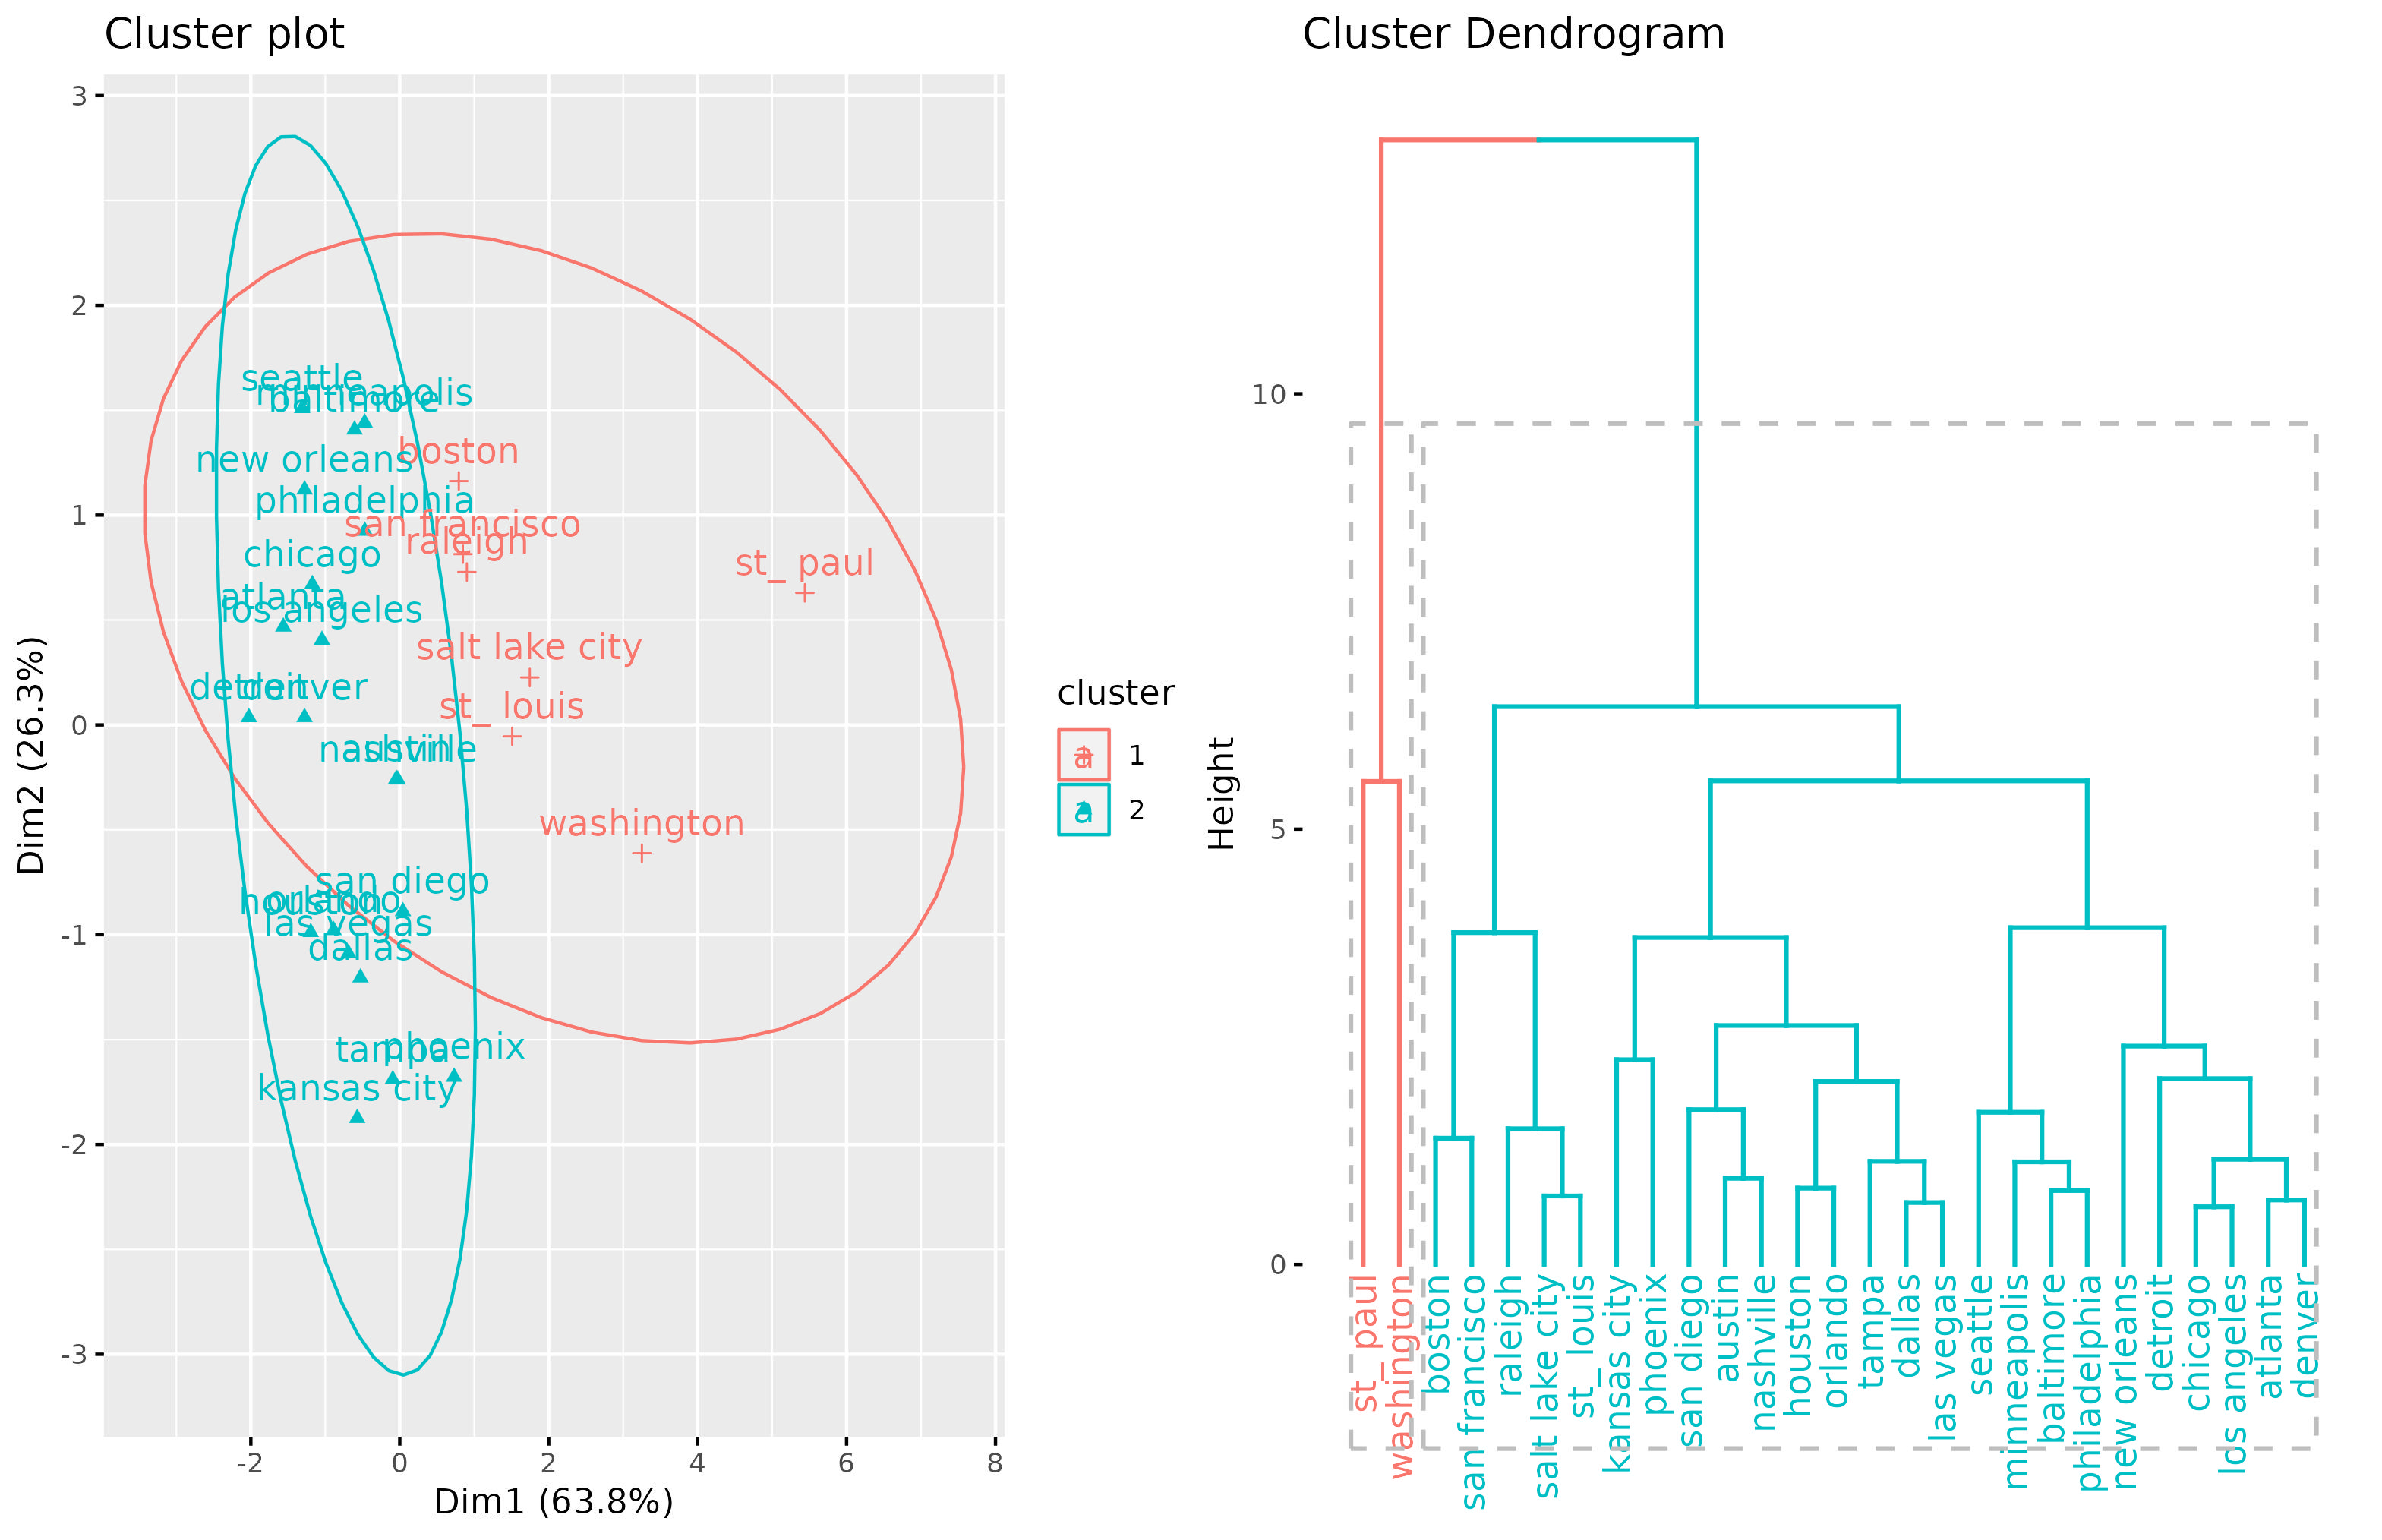 Cluster plot
3
2
1
0
-1
-2
-3
Dim2 (26.3%)
seattle
minneapolis
baltimore
boston
new orleans
philadelphia
san francisco
raleigh
chicago
st_ paul
atlanta
los angeles
salt lake city
detroit
denver
st_ louis
nashville
austin
washington
san diego
orlando
houston
las vegas
dallas
tampa
phoenix
kansas city
-2
0
2
4
6
8
Dim1 (63.8%)
cluster
a 1
a 2
Cluster Dendrogram
10
5
0
Height
st_ paul
washington
boston
san francisco
raleigh
salt lake city
st_ louis
kansas city
phoenix
san diego
austin
nashville
houston
orlando
tampa
dallas
las vegas
seattle
minneapolis
baltimore
philadelphia
new orleans
detroit
chicago
los angeles
atlanta
denver